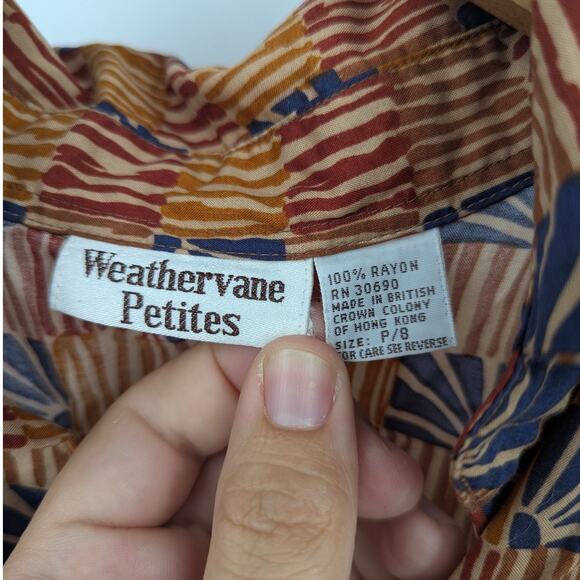 Weathervane
Petites
100% RAYON
RN 30690
MADE IN BRITISH
CROWN COLONY
OF HONG KONG
SIZE: P/8
FOR CARE SEE REVERSE